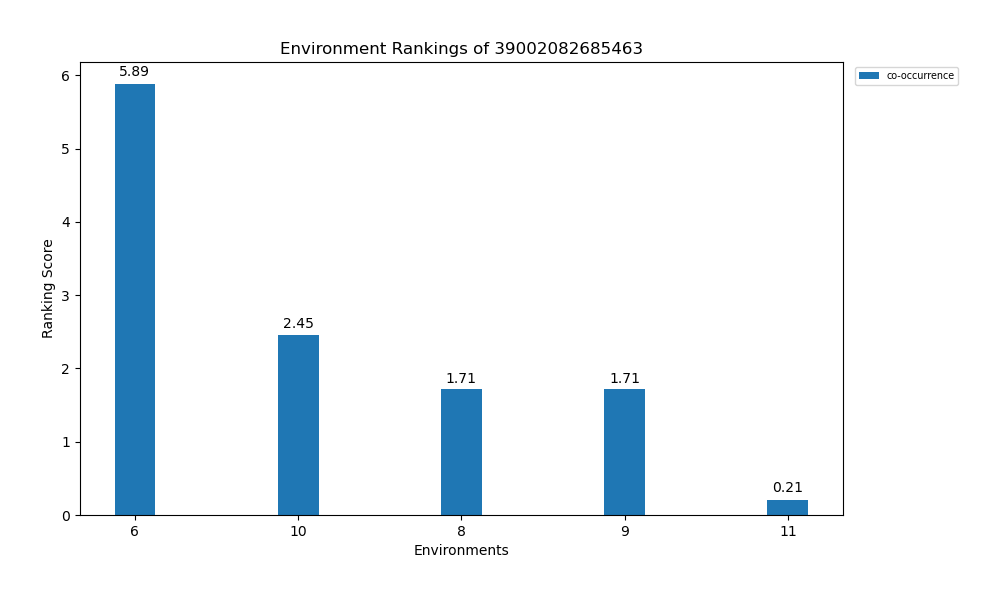 Environment Rankings of 39002082685463
co-occurrence
Ranking Score
6
5
4
3
2
1
0
5.89
2.45
1.71
1.71
0.21
6 10 8 9 11
Environments